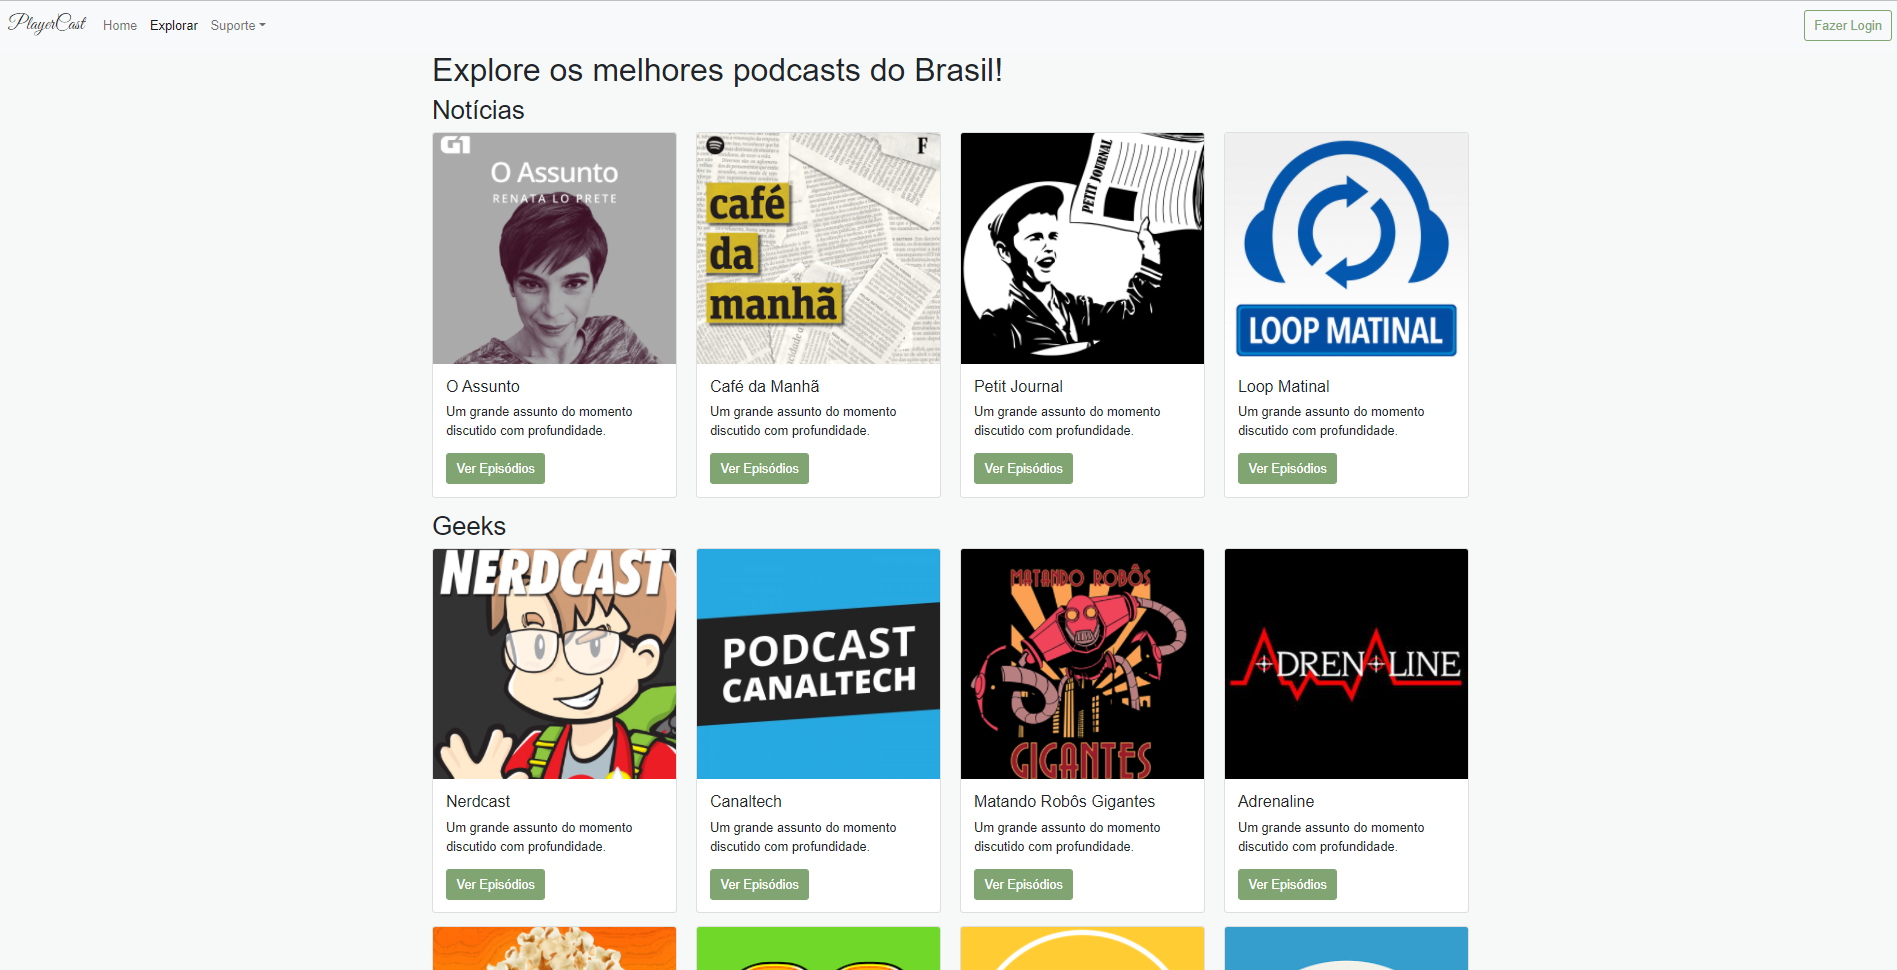 PlayerCast Home Explorar Suporte Fazer Login
Explore os melhores podcasts do Brasil!
Notícias
G1
O Assunto
RENATA LO PRETE
F
café
da
manhã
PETIT JOURNAL
LOOP MATINAL
O Assunto
Um grande assunto do momento
discutido com profundidade.
Ver Episódios
Café da Manhã
Um grande assunto do momento
discutido com profundidade.
Ver Episódios
Petit Journal
Um grande assunto do momento
discutido com profundidade.
Ver Episódios
Loop Matinal
Um grande assunto do momento
discutido com profundidade.
Ver Episódios
Geeks
NERDCAST
PODCAST
CANALTECH
MATANDO ROBÔS
GIGANTES
ADRENALINE
Nerdcast
Um grande assunto do momento
discutido com profundidade.
Ver Episódios
Canaltech
Um grande assunto do momento
discutido com profundidade.
Ver Episódios
Matando Robôs Gigantes
Um grande assunto do momento
discutido com profundidade.
Ver Episódios
Adrenaline
Um grande assunto do momento
discutido com profundidade.
Ver Episódios